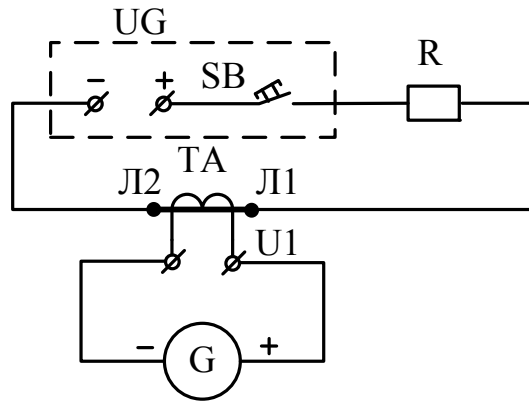 UG
− + SB R
TA
Л2 Л1
U1
− G +